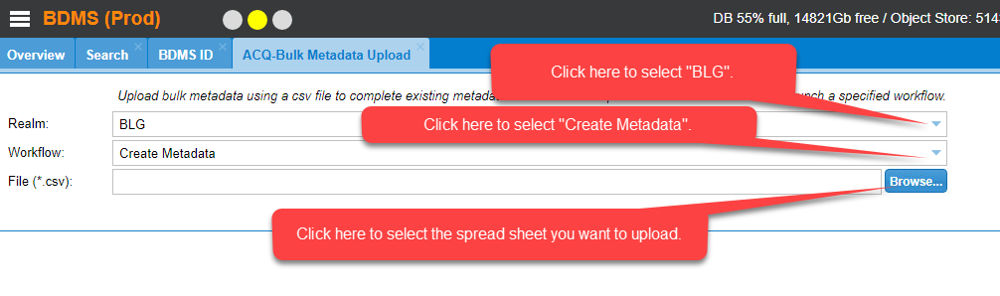 BDMS (Prod)
DB 55% full, 14821Gb free / Object Store: 514
Overview
Search
BDMS ID
ACQ-Bulk Metadata Upload
Click here to select "BLG".
Upload bulk metadata using a csv file to complete existing metada
a specified workflow.
Realm:
BLG
Click here to select "Create Metadata".
Workflow:
Create Metadata
File (*.csv):
Browse...
Click here to select the spread sheet you want to upload.